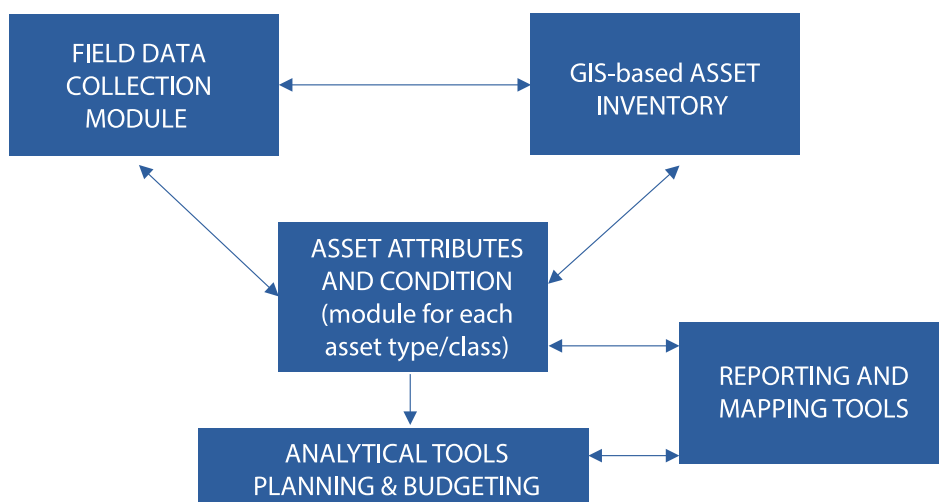 FIELD DATA
COLLECTION
MODULE
GIS-based ASSET
INVENTORY
ASSET ATTRIBUTES
AND CONDITION
(module for each
asset type/class)
REPORTING AND
MAPPING TOOLS
ANALYTICAL TOOLS
PLANNING & BUDGETING